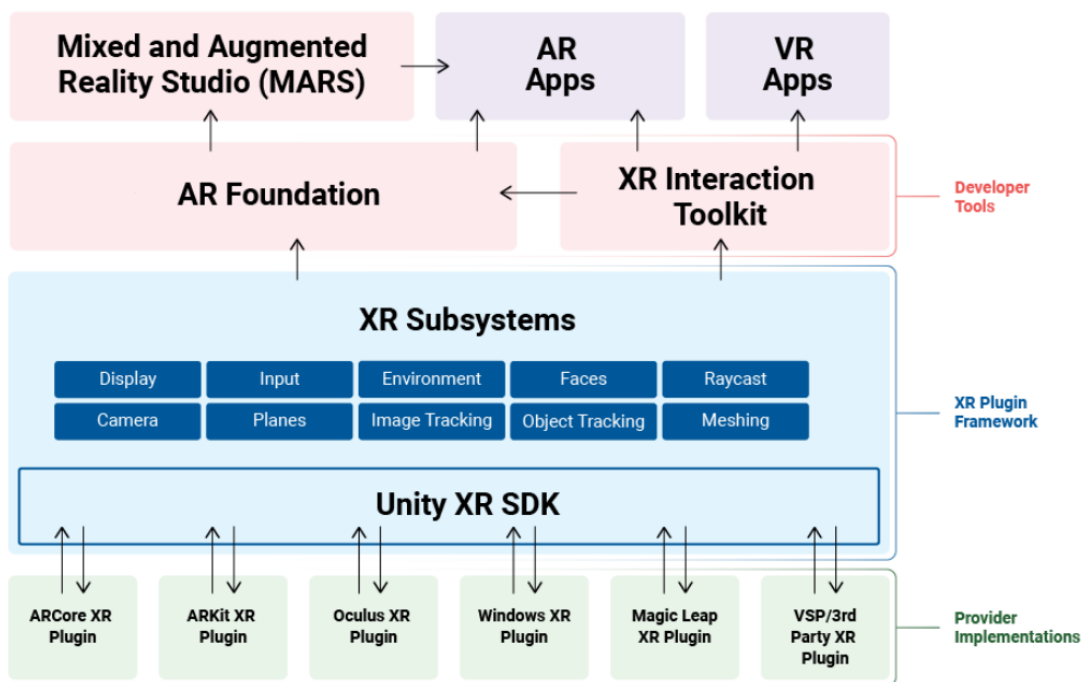 Mixed and Augmented
Reality Studio (MARS)
AR
Apps
VR
Apps
AR Foundation
XR Interaction
Toolkit
Developer
Tools
XR Subsystems
Display
Input
Environment
Faces
Raycast
Camera
Planes
Image Tracking
Object Tracking
Meshing
XR Plugin
Framework
Unity XR SDK
ARCore XR
Plugin
ARKit XR
Plugin
Oculus XR
Plugin
Windows XR
Plugin
Magic Leap
XR Plugin
VSP/3rd
Party XR
Plugin
Provider
Implementations